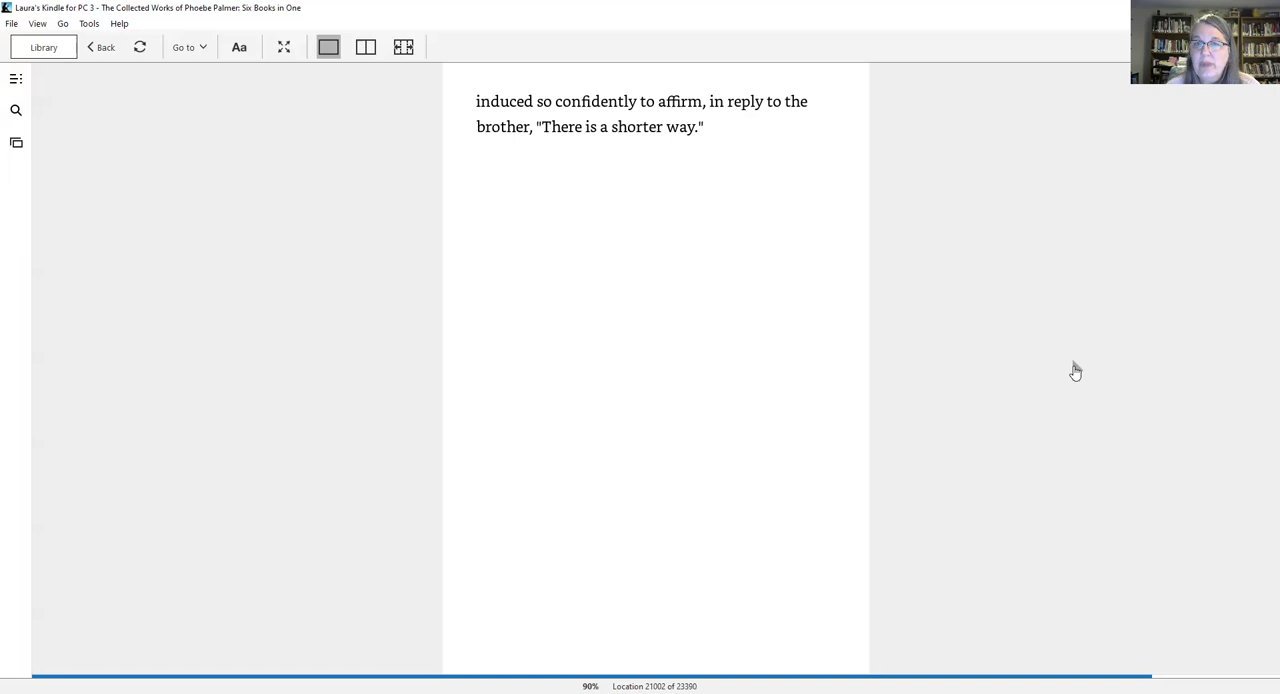 Laura's Kindle for PC 3 - The Collected Works of Phoebe Palmer: Six Books in One
File View Go Tools Help
Library Back Go to Aa
induced so confidently to affirm, in reply to the
brother, "There is a shorter way."
90% Location 21002 of 23390